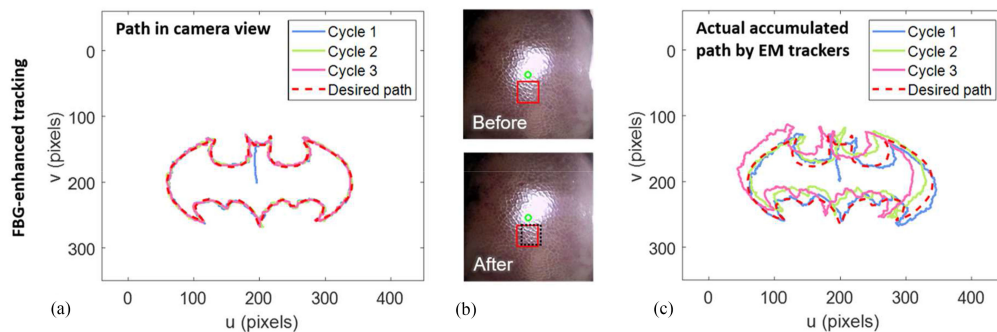 FBG-enhanced tracking
Path in camera view
Cycle 1
Cycle 2
Cycle 3
Desired path
0
100
200
300
v (pixels)
0 100 200 300 400
u (pixels)
(a)
Before
After
(b)
Actual accumulated
path by EM trackers
Cycle 1
Cycle 2
Cycle 3
Desired path
0
100
200
300
v (pixels)
0 100 200 300 400
u (pixels)
(c)